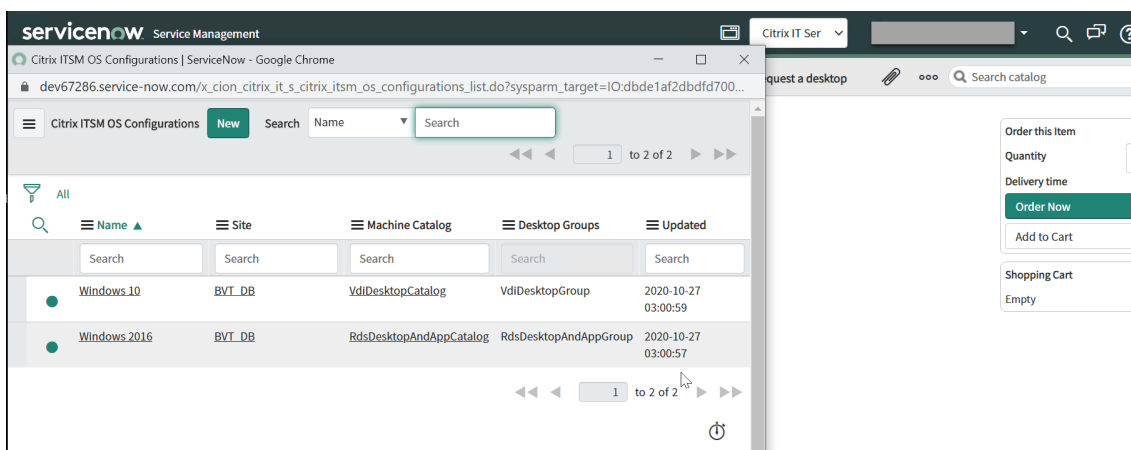 servicenow Service Management
Citrix IT Ser
Citrix ITSM OS Configurations | ServiceNow - Google Chrome
dev67286.service-now.com/x_cion_citrix_it_s_citrix_itsm_os_configurations_list.do?sysparm_target=IO:dbde1af2dbdfd700...
quest a desktop
Search catalog
Citrix ITSM OS Configurations New Search Name Search
1 to 2 of 2
All
Name Site Machine Catalog Desktop Groups Updated
Search Search Search Search Search
Windows 10 BVT_DB VdiDesktopCatalog VdiDesktopGroup 2020-10-27
03:00:59
Windows 2016 BVT_DB RdsDesktopAndAppCatalog RdsDesktopAndAppGroup 2020-10-27
03:00:57
1 to 2 of 2
Order this Item
Quantity
Delivery time
Order Now
Add to Cart
Shopping Cart
Empty